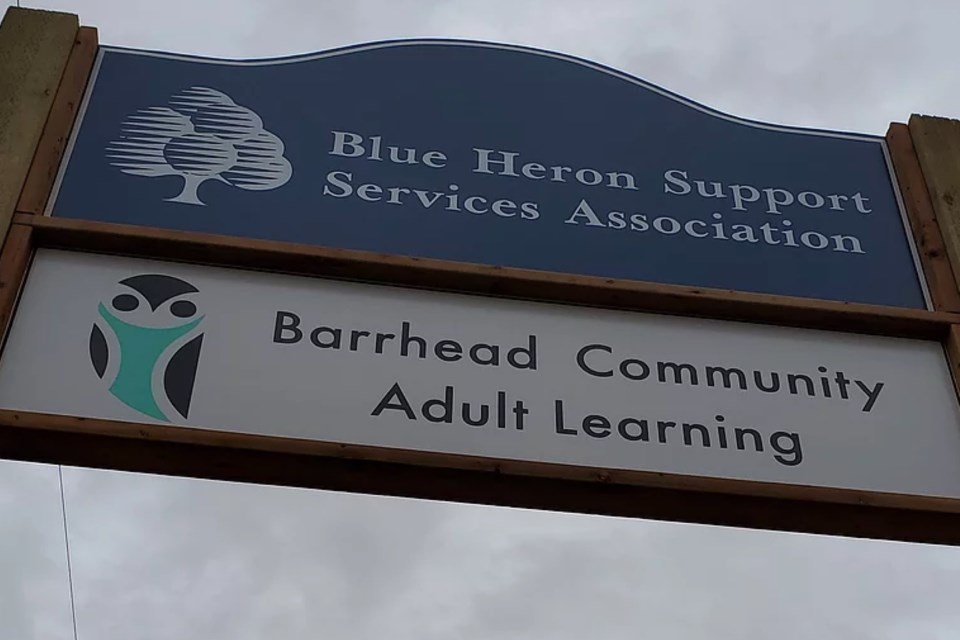 Blue Heron Support
Services Association
Barrhead Community
Adult Learning